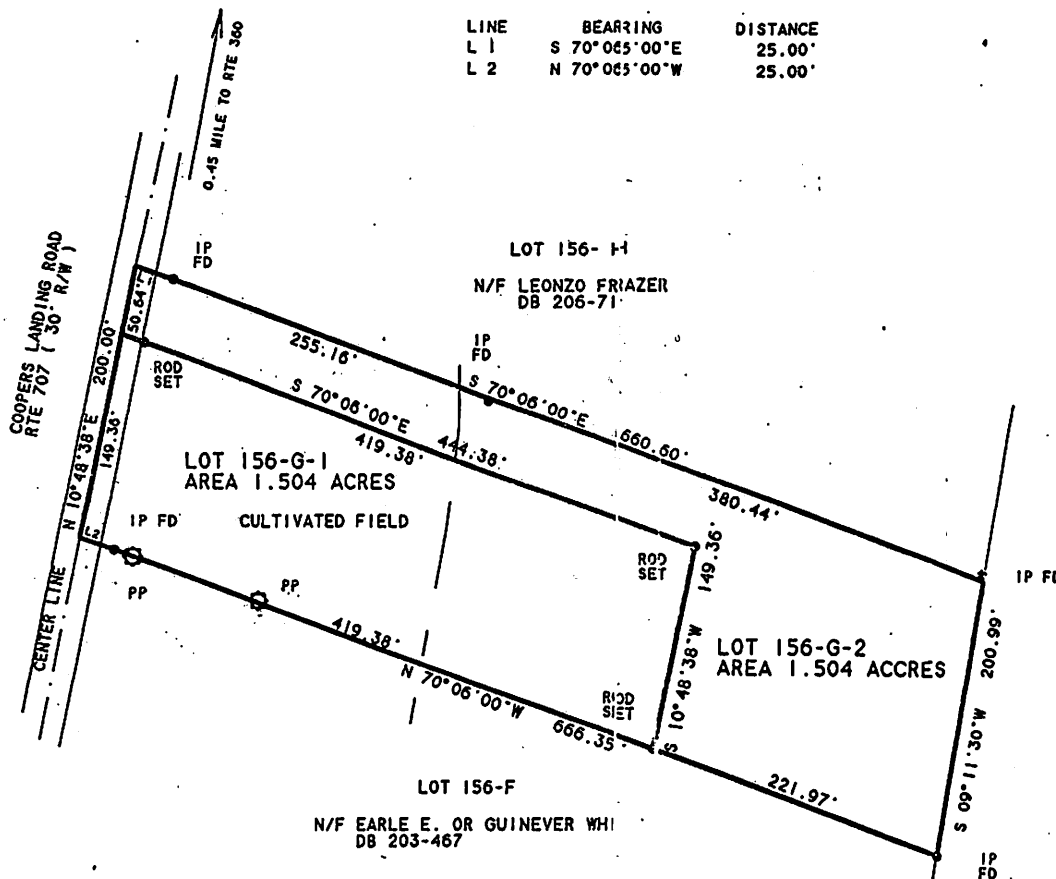 LINE BEARRING DISTANCE
L 1 S 70°065'00"E 25.00'
L 2 N 70°065'00"W 25.00'
0.45 MILE TO RTE 360
COOPERS LANDING ROAD
RTE 707 ( 30' R/W )
IP
FD
LOT 156-H
N/F LEONZO FRIAZER
DB 206-71
50.64'
L1
255.16'
IP
FD
S 70°06'00"E
660.60'
380.44'
ROD
SET
S 70°06'00"E
419.38'
444.38'
N 10°48'38"E 200.00'
149.36'
LOT 156-G-1
AREA 1.504 ACRES
CULTIVATED FIELD
L2
IP FD
PP
PP
CENTER LINE
ROD
SET
149.36'
S 10°48'38"W
IP FD
LOT 156-G-2
AREA 1.504 ACCRES
200.99'
S 09°11'30"W
419.38'
N 70°06'00"W
666.35'
ROD
SET
221.97'
LOT 156-F
N/F EARLE E. OR GUINEVER WHI
DB 203-467
IP
FD